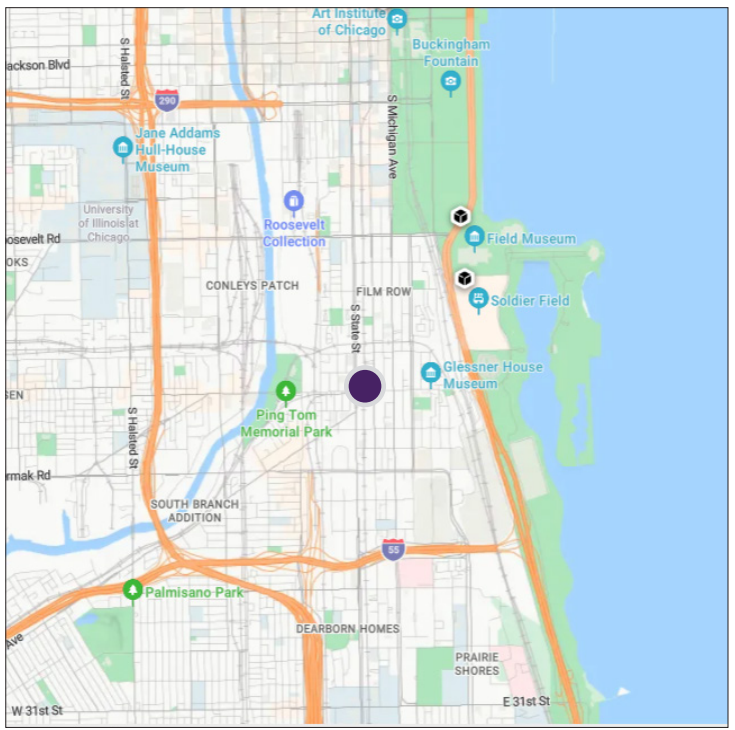 Art Institute
of Chicago
Buckingham
Fountain
ackson Blvd
S Halsted St
290
S Michigan Ave
Jane Addams
Hull-House
Museum
University
of Illinois at
Chicago
Roosevelt
Collection
oosevelt Rd
Field Museum
OKS
CONLEYS PATCH
FILM ROW
Soldier Field
S State St
Glessner House
Museum
SEN
Ping Tom
Memorial Park
S Halsted St
rmak Rd
SOUTH BRANCH
ADDITION
55
Palmisano Park
DEARBORN HOMES
Ave
PRAIRIE
SHORES
E 31st St
W 31st St